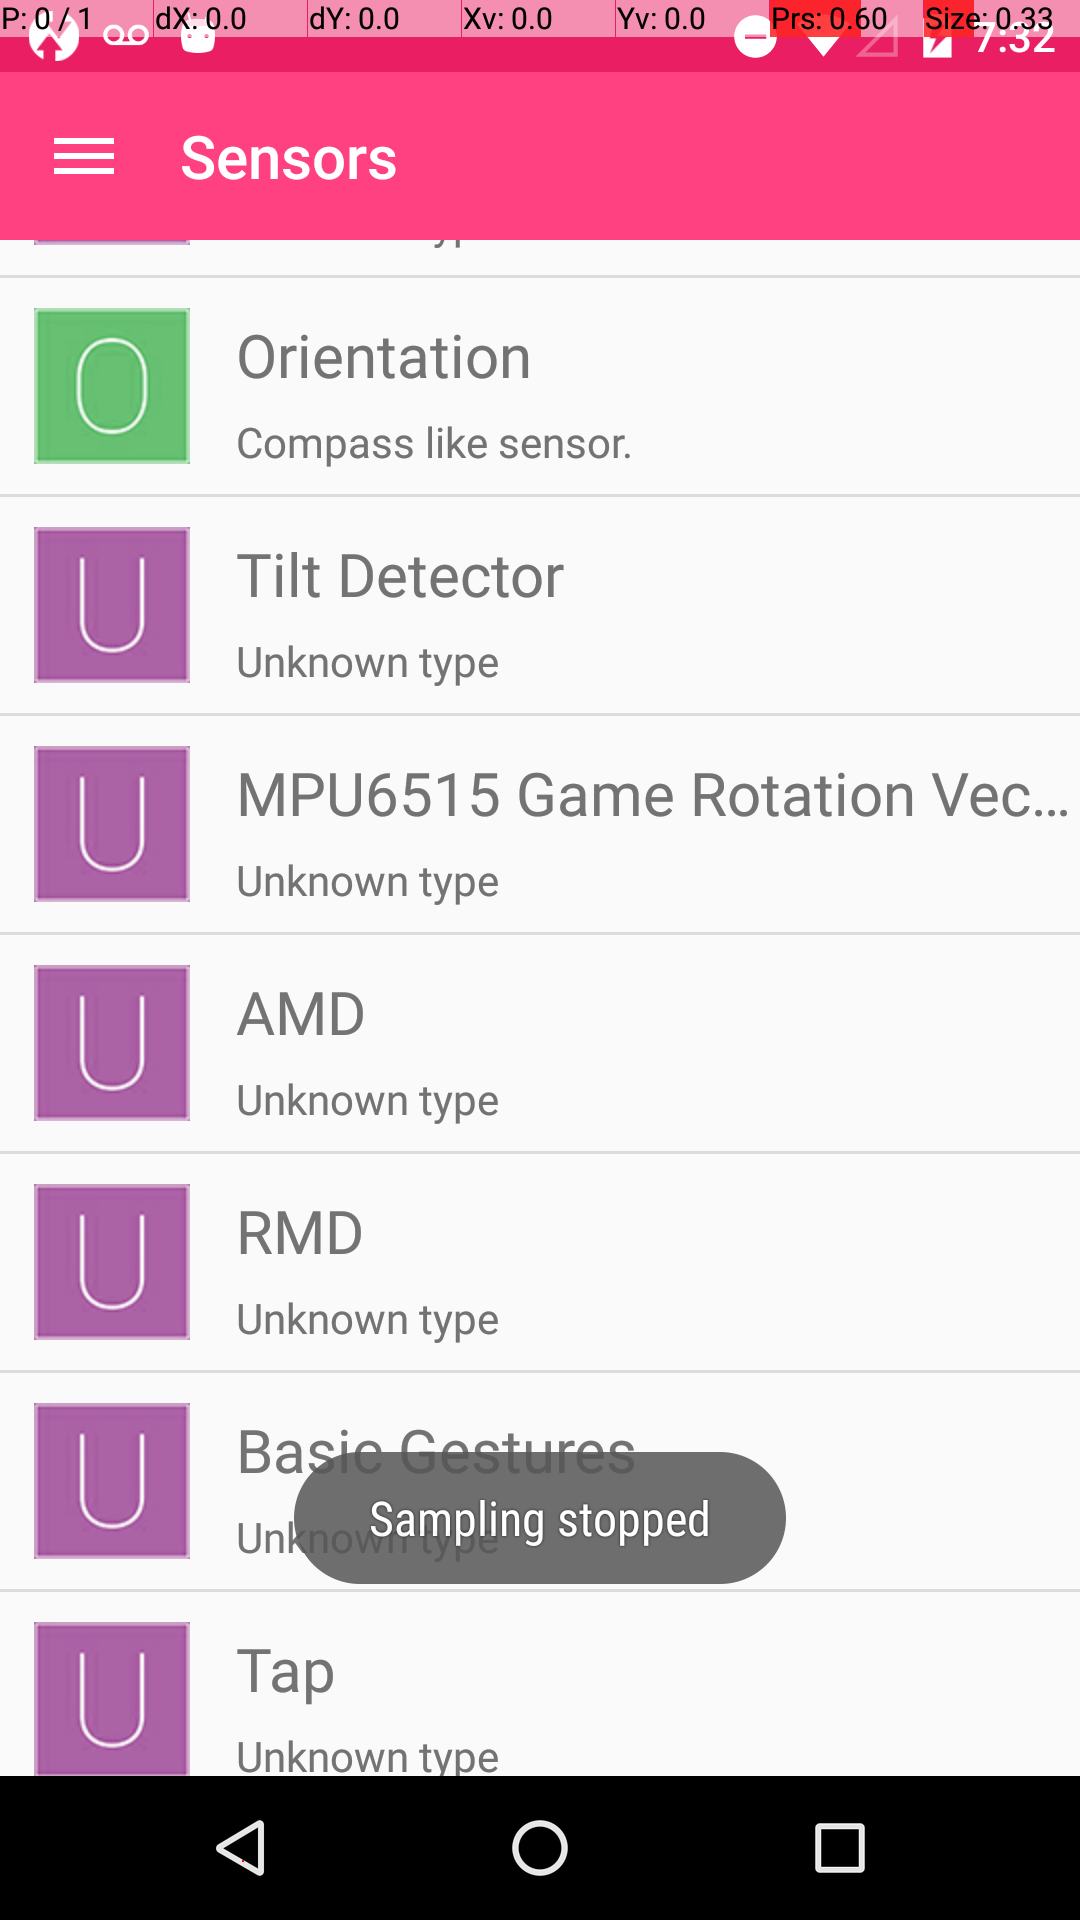 P: 0 / 1 dX: 0.0 dY: 0.0 Xv: 0.0 Yv: 0.0 Prs: 0.60 Size: 0.33
7:32
Sensors
O
Orientation
Compass like sensor.
U
Tilt Detector
Unknown type
U
MPU6515 Game Rotation Vec...
Unknown type
U
AMD
Unknown type
U
RMD
Unknown type
U
Basic Gestures
Unknown type
Sampling stopped
U
Tap
Unknown type